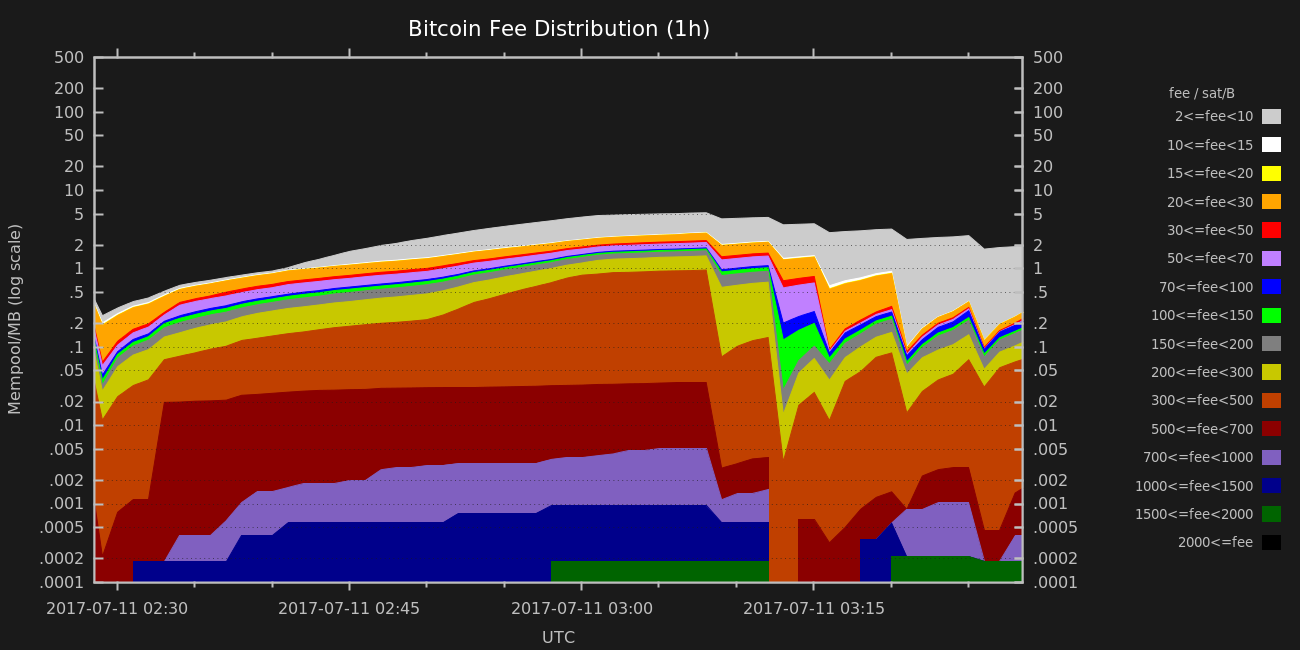 Bitcoin Fee Distribution (1h)
500 500
200 200
100 100
50 50
20 20
10 10
5 5
2 2
1 1
.5 .5
.2 .2
.1 .1
.05 .05
.02 .02
.01 .01
.005 .005
.002 .002
.001 .001
.0005 .0005
.0002 .0002
.0001 .0001
Mempool/MB (log scale)
2017-07-11 02:30 2017-07-11 02:45 2017-07-11 03:00 2017-07-11 03:15
UTC
fee / sat/B
2<=fee<10
10<=fee<15
15<=fee<20
20<=fee<30
30<=fee<50
50<=fee<70
70<=fee<100
100<=fee<150
150<=fee<200
200<=fee<300
300<=fee<500
500<=fee<700
700<=fee<1000
1000<=fee<1500
1500<=fee<2000
2000<=fee